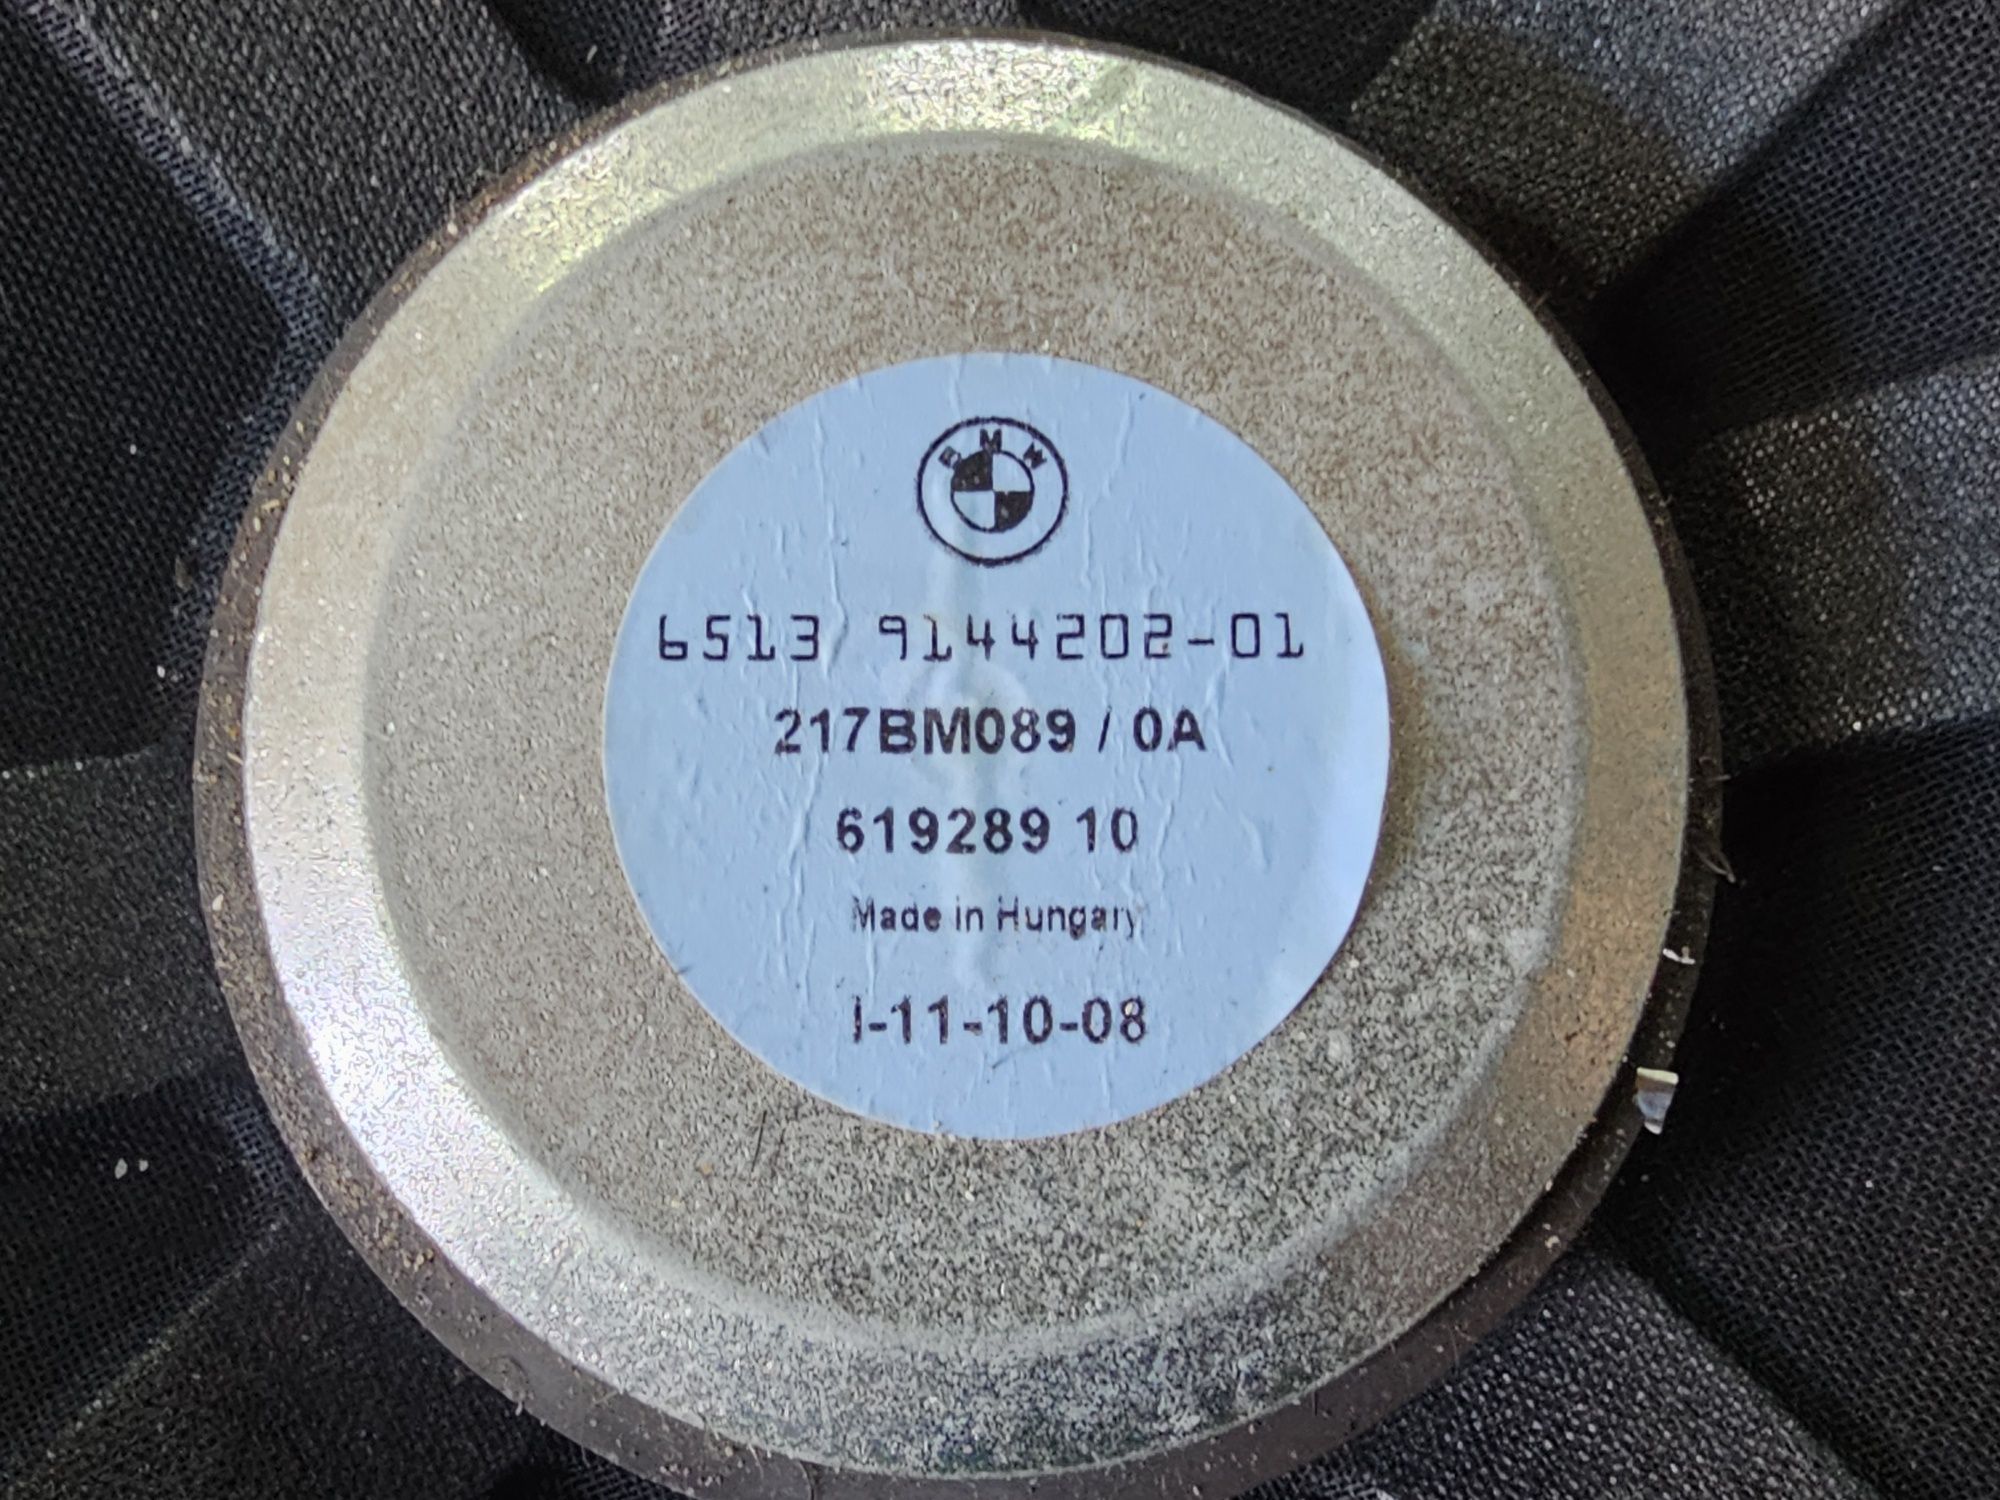 BMW
6513 9144202-01
217BM089 / 0A
619289 10
Made in Hungary
I-11-10-08